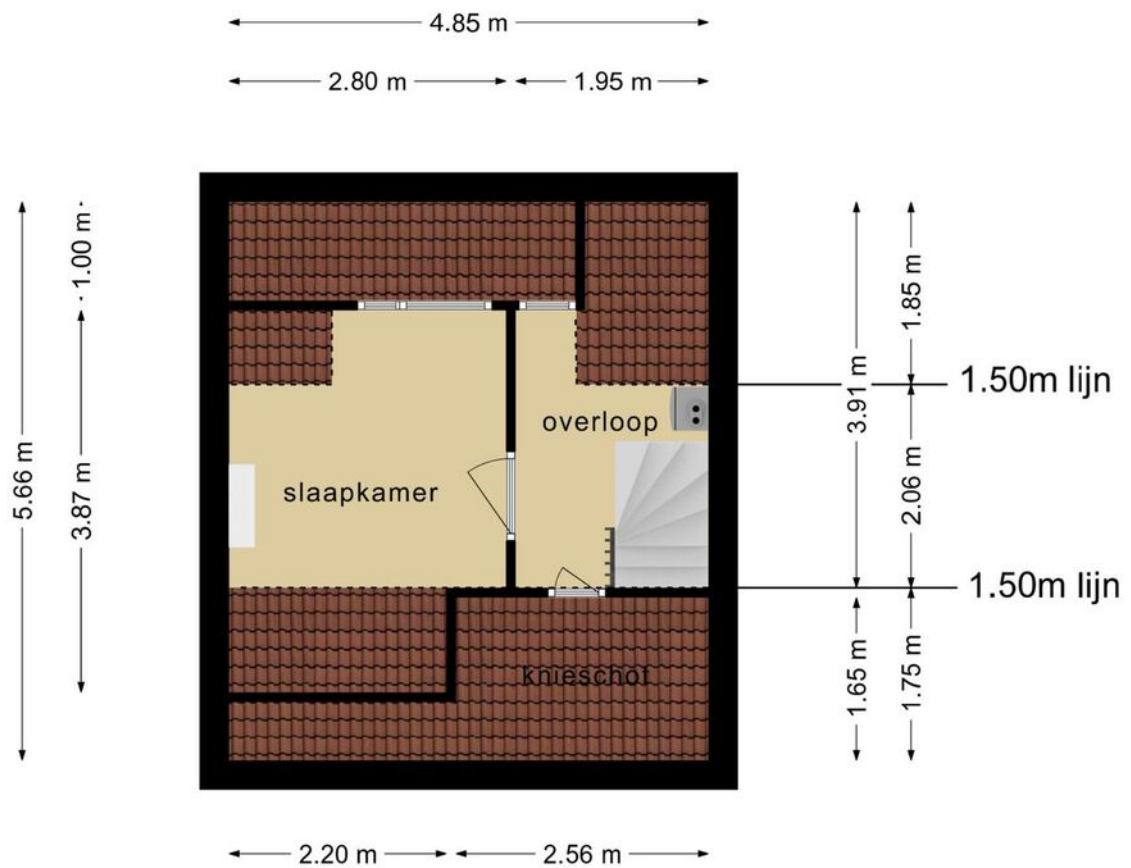 4.85 m
2.80 m
1.95 m
1.00 m
1.85 m
1.50m lijn
3.91 m
overloop
slaapkamer
5.66 m
3.87 m
2.06 m
1.50m lijn
knieschot
1.65 m
1.75 m
2.20 m
2.56 m